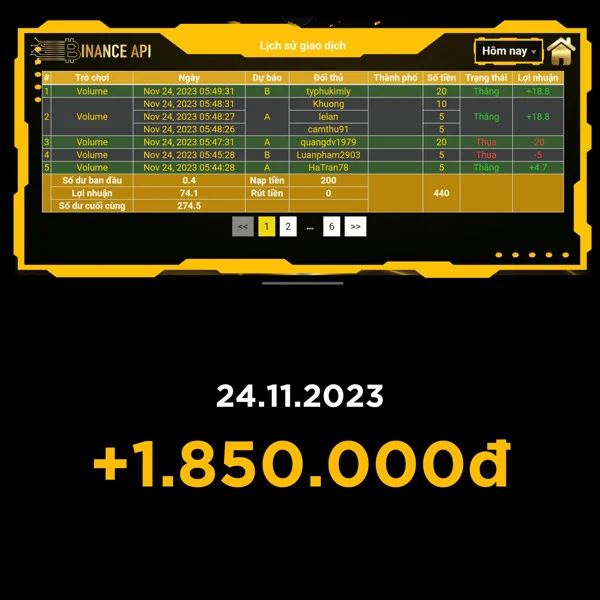 BINANCE API
Lịch sử giao dịch
Hôm nay
# Trò chơi Ngày Dự báo Đối thủ Thành phố Số tiền Trạng thái Lợi nhuận
1 Volume Nov 24, 2023 05:49:31 B typhukimly 20 Thắng +18.8
2 Volume Nov 24, 2023 05:48:31 A Khuong 10 Thắng +18.8
Nov 24, 2023 05:48:27 lelan 5
Nov 24, 2023 05:48:26 camthu91 5
3 Volume Nov 24, 2023 05:47:31 A quangdv1979 20 Thua -20
4 Volume Nov 24, 2023 05:45:28 B Luanpham2903 5 Thua -5
5 Volume Nov 24, 2023 05:44:28 A HaTran78 5 Thắng +4.7
Số dư ban đầu 0.4 Nạp tiền 200 440
Lợi nhuận 74.1 Rút tiền 0
Số dư cuối cùng 274.5
<< 1 2 ... 6 >>
24.11.2023
+1.850.000đ